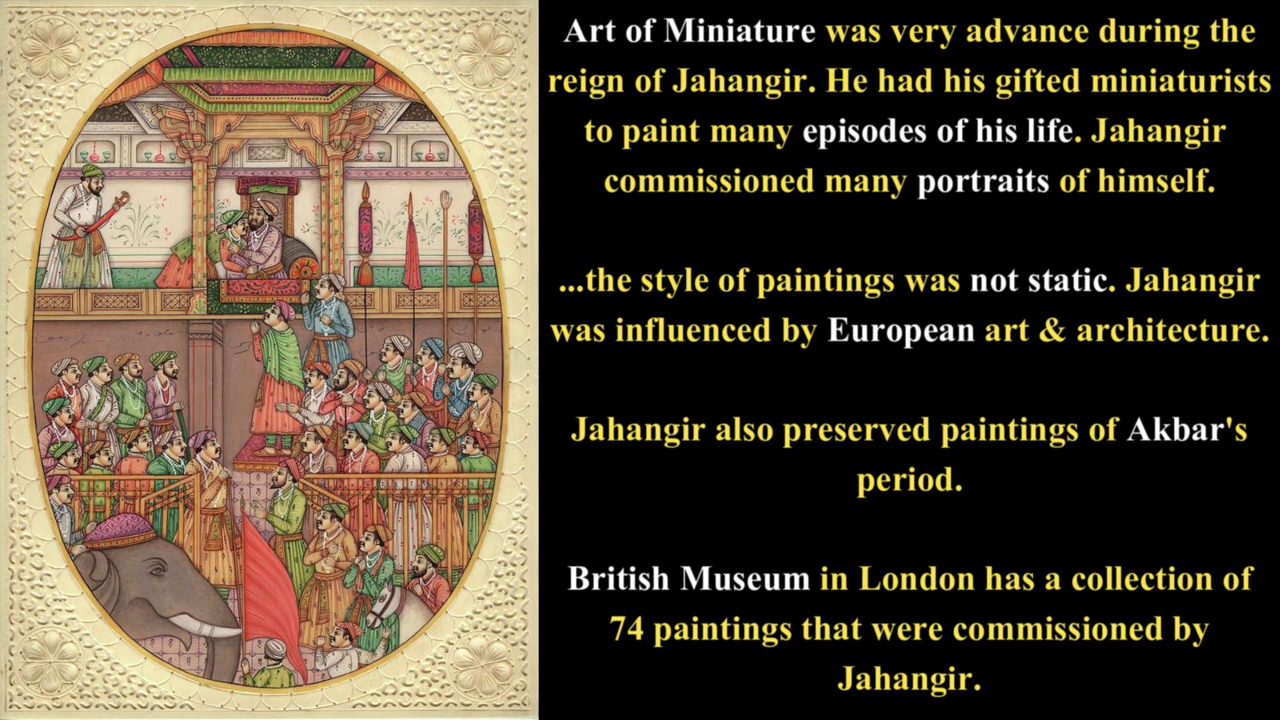 Art of Miniature was very advance during the
reign of Jahangir. He had his gifted miniaturists
to paint many episodes of his life. Jahangir
commissioned many portraits of himself.
...the style of paintings was not static. Jahangir
was influenced by European art & architecture.
Jahangir also preserved paintings of Akbar's
period.
British Museum in London has a collection of
74 paintings that were commissioned by
Jahangir.